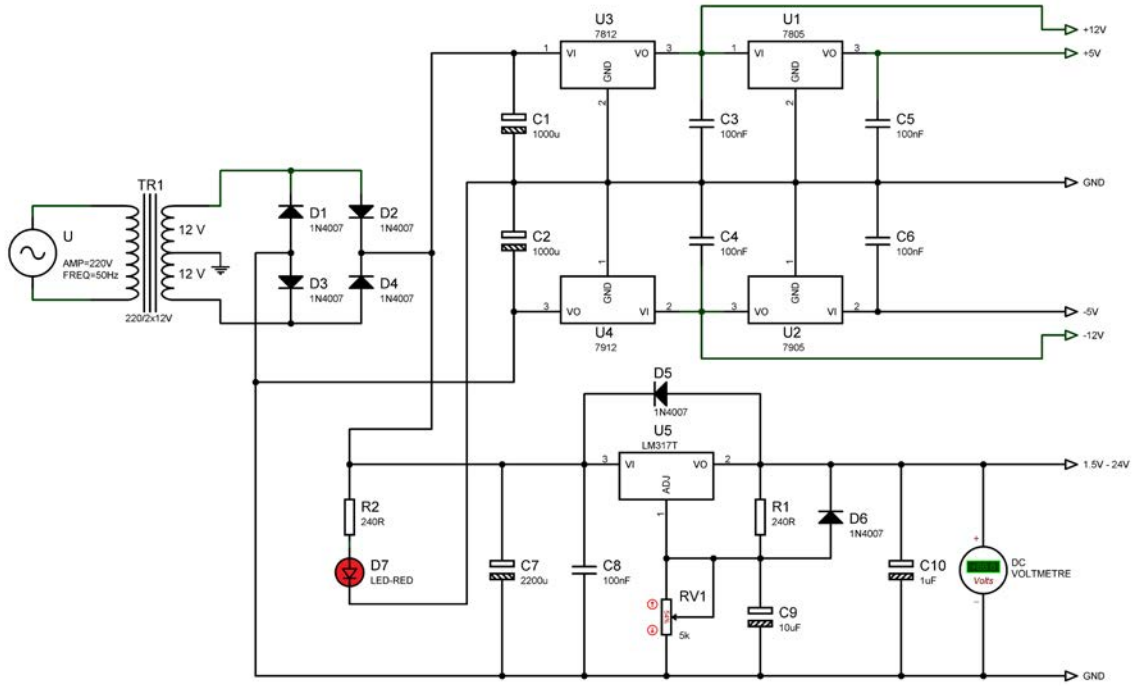 U3
7812
1 VI VO 3
GND
2
U1
7805
1 VI VO 3
GND
2
+12V
+5V
C1
1000u
C3
100nF
C5
100nF
GND
TR1
U
AMP=220V
FREQ=50Hz
12 V
12 V
220/2x12V
D1
1N4007
D2
1N4007
D3
1N4007
D4
1N4007
C2
1000u
C4
100nF
C6
100nF
1
GND
3 VO VI 2
U4
7912
1
GND
3 VO VI 2
U2
7905
-5V
-12V
D5
1N4007
U5
LM317T
3 VI VO 2
ADJ
1
1.5V - 24V
R2
240R
D7
LED-RED
C7
2200u
C8
100nF
RV1
5k
R1
240R
D6
1N4007
C9
10uF
C10
1uF
+
Volts
DC
VOLTMETRE
GND